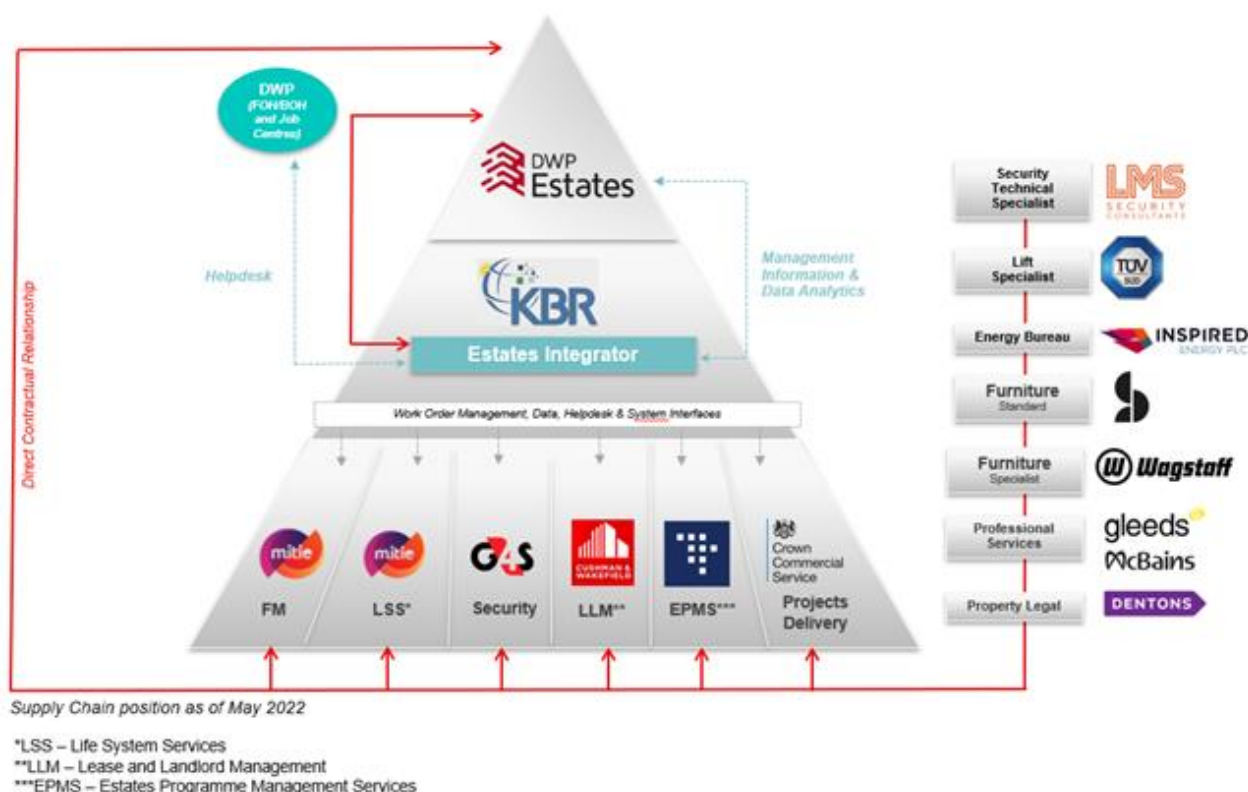 DWP
(FOH/BOH
and Job
Centres)
DWP
Estates
Helpdesk
Management
Information &
Data Analytics
KBR
Estates Integrator
Direct Contractual Relationship
Work Order Management, Data, Helpdesk & System Interfaces
mitie
FM
mitie
LSS*
G4S
Security
CUSHMAN &
WAKEFIELD
LLM**
EPMS***
Crown
Commercial
Service
Projects
Delivery
Security
Technical
Specialist
LMS
SECURITY
CONSULTANTS
Lift
Specialist
TÜV
SÜD
Energy Bureau
INSPIRED
ENERGY PLC
Furniture
Standard
Furniture
Specialist
W Wagstaff
Professional
Services
gleeds
McBains
Property Legal
DENTONS
Supply Chain position as of May 2022
*LSS – Life System Services
**LLM – Lease and Landlord Management
***EPMS – Estates Programme Management Services